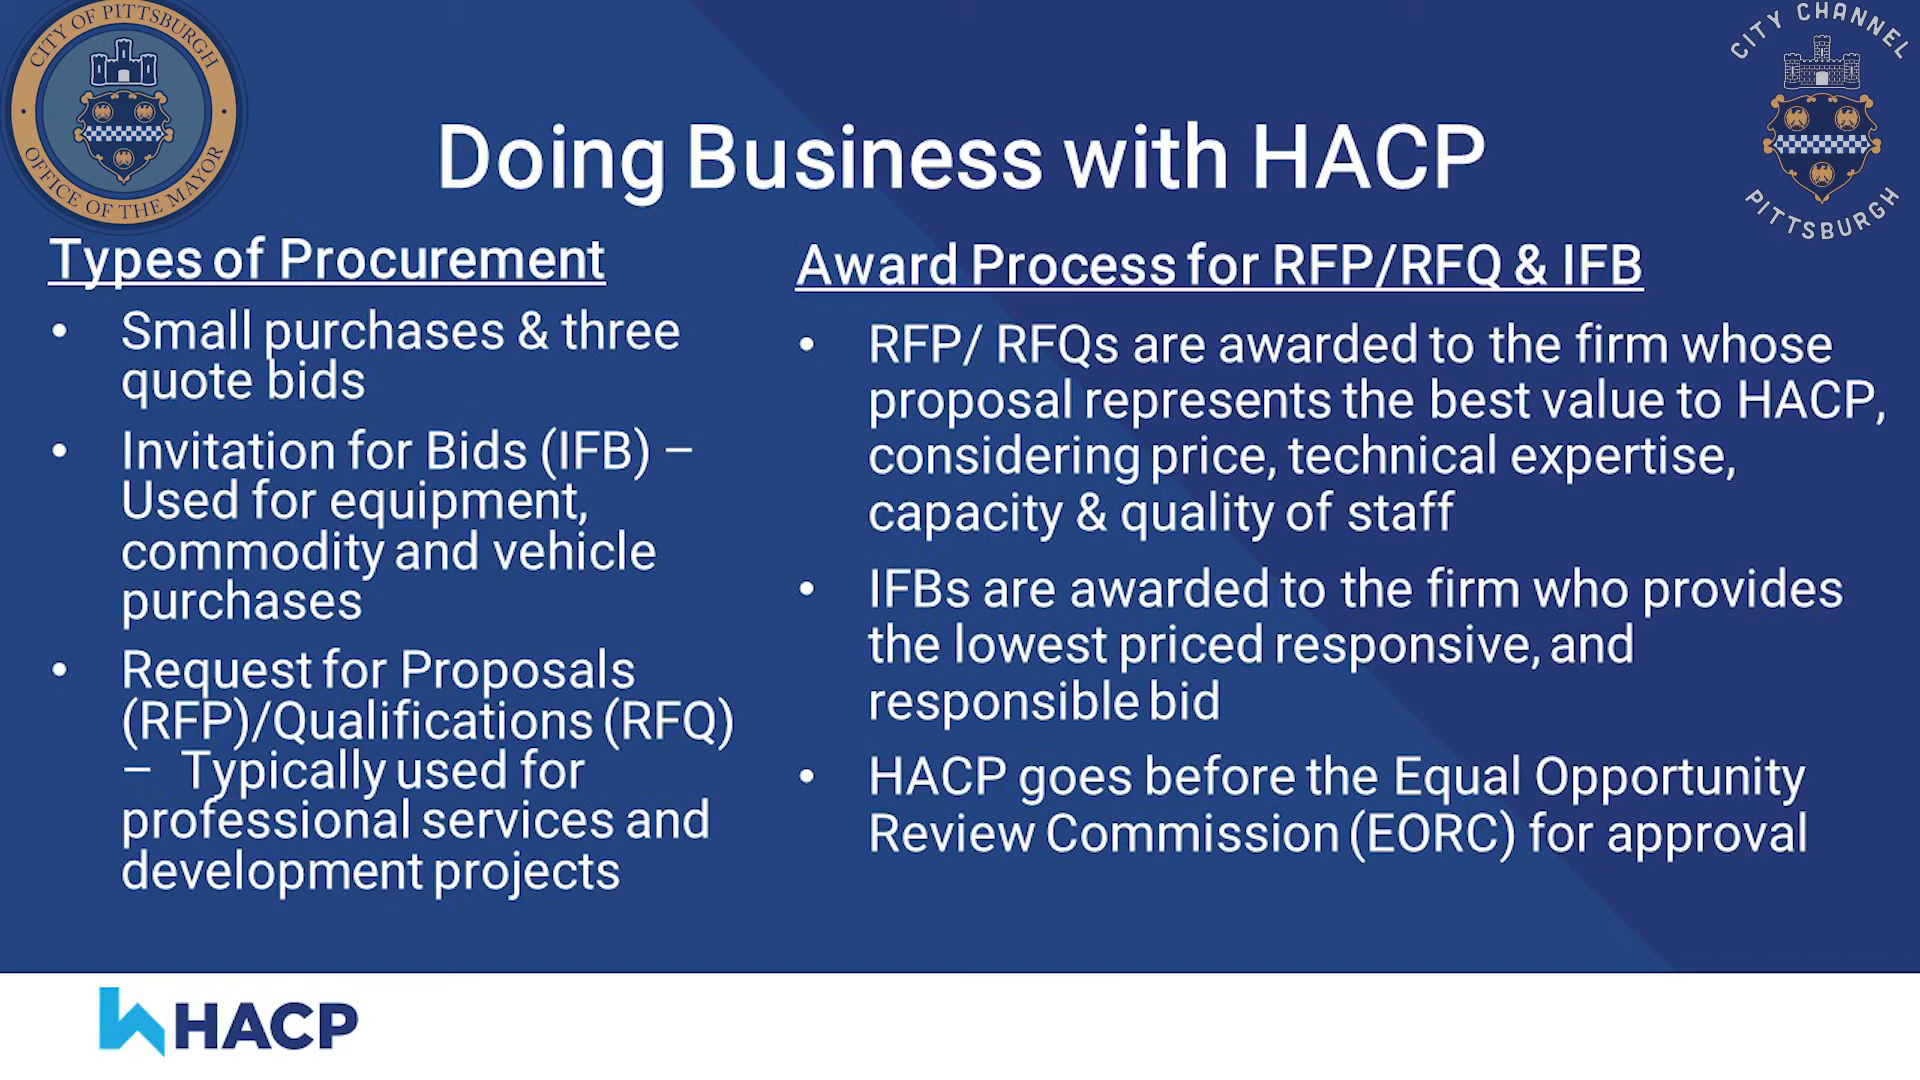 CITY OF PITTSBURGH
OFFICE OF THE MAYOR
CITY CHANNEL
PITTSBURGH
Doing Business with HACP
Types of Procurement
• Small purchases & three
quote bids
• Invitation for Bids (IFB) –
Used for equipment,
commodity and vehicle
purchases
• Request for Proposals
(RFP)/Qualifications (RFQ)
– Typically used for
professional services and
development projects
Award Process for RFP/RFQ & IFB
• RFP/ RFQs are awarded to the firm whose
proposal represents the best value to HACP,
considering price, technical expertise,
capacity & quality of staff
• IFBs are awarded to the firm who provides
the lowest priced responsive, and
responsible bid
• HACP goes before the Equal Opportunity
Review Commission (EORC) for approval
HACP